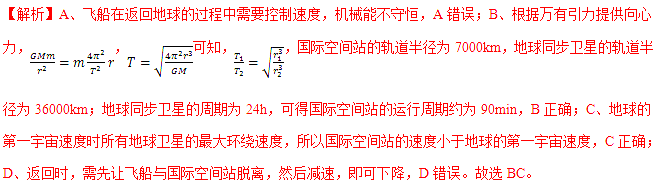 【解析】A、飞船在返回地球的过程中需要控制速度，机械能不守恒，A 错误；B、根据万有引力提供向心
力，$\frac{GMm}{r^2}=m\frac{4\pi^2}{T^2}r$，$T=\sqrt{\frac{4\pi^2r^3}{GM}}$可知，$\frac{T_1}{T_2}=\sqrt{\frac{r_1^3}{r_2^3}}$，国际空间站的轨道半径为 7000km，地球同步卫星的轨道半
径为 36000km；地球同步卫星的周期为 24h，可得国际空间站的运行周期约为 90min，B 正确；C、地球的
第一宇宙速度时所有地球卫星的最大环绕速度，所以国际空间站的速度小于地球的第一宇宙速度，C 正确；
D、返回时，需先让飞船与国际空间站脱离，然后减速，即可下降，D 错误。故选 BC。